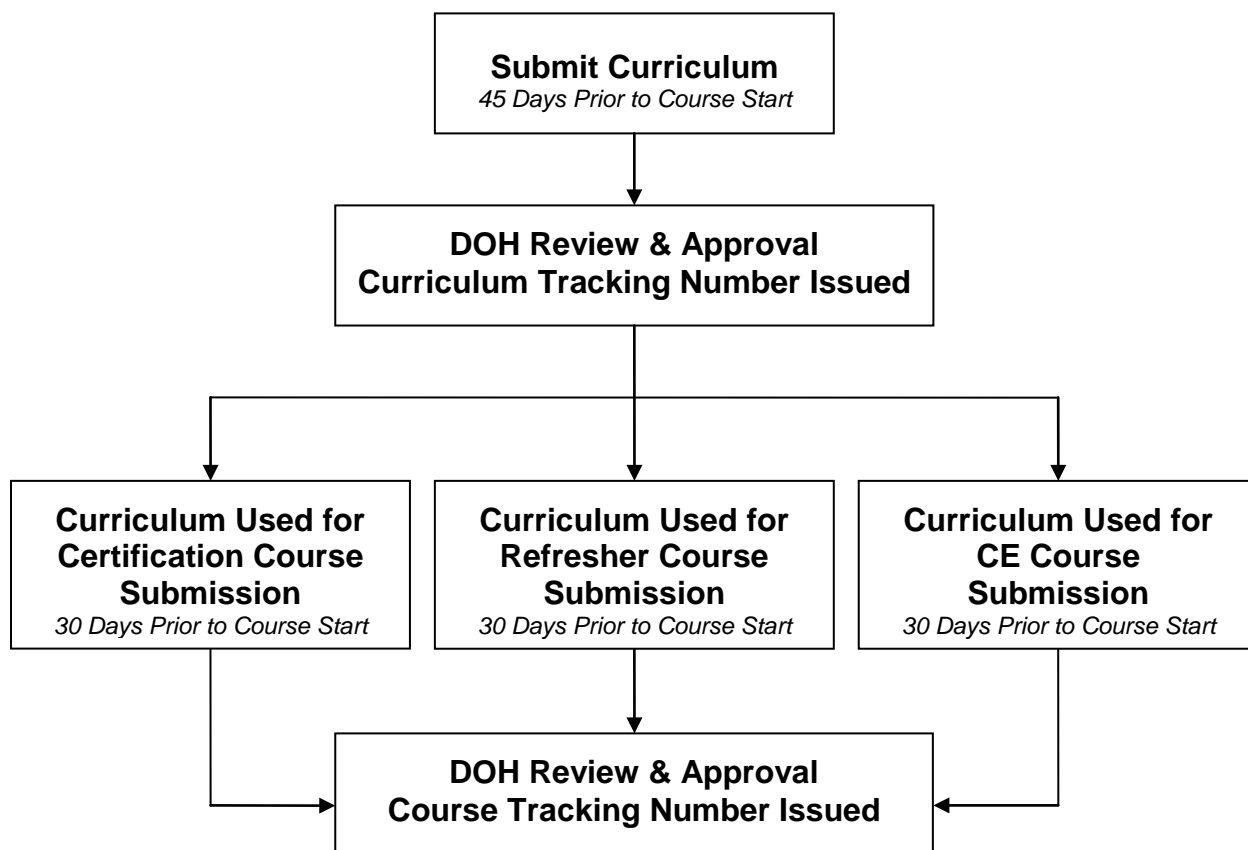 Submit Curriculum
45 Days Prior to Course Start
DOH Review & Approval
Curriculum Tracking Number Issued
Curriculum Used for
Certification Course
Submission
30 Days Prior to Course Start
Curriculum Used for
Refresher Course
Submission
30 Days Prior to Course Start
Curriculum Used for
CE Course
Submission
30 Days Prior to Course Start
DOH Review & Approval
Course Tracking Number Issued